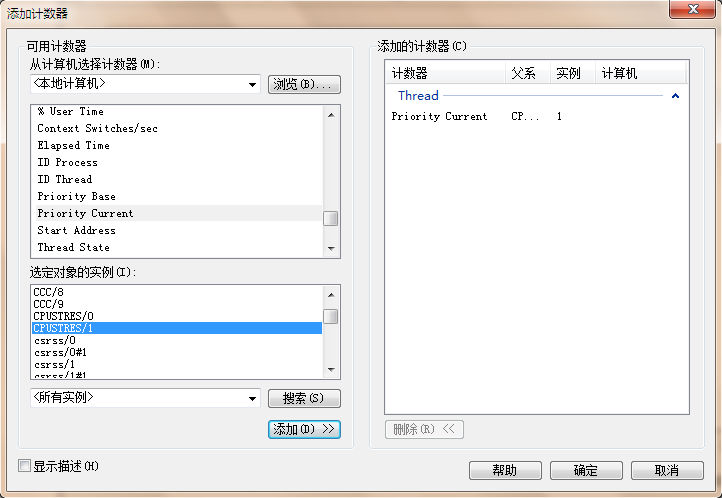 添加计数器
可用计数器
从计算机选择计数器(M):
<本地计算机>
浏览(B)...
% User Time
Context Switches/sec
Elapsed Time
ID Process
ID Thread
Priority Base
Priority Current
Start Address
Thread State
选定对象的实例(I):
CCC/8
CCC/9
CPUSTRES/0
CPUSTRES/1
csrss/0
csrss/0#1
csrss/1
csrss/1#1
<所有实例>
搜索(S)
添加(D) >>
显示描述(H)
添加的计数器(C)
计数器 父系 实例 计算机
Thread
Priority Current CP... 1
删除(R) <<
帮助
确定
取消